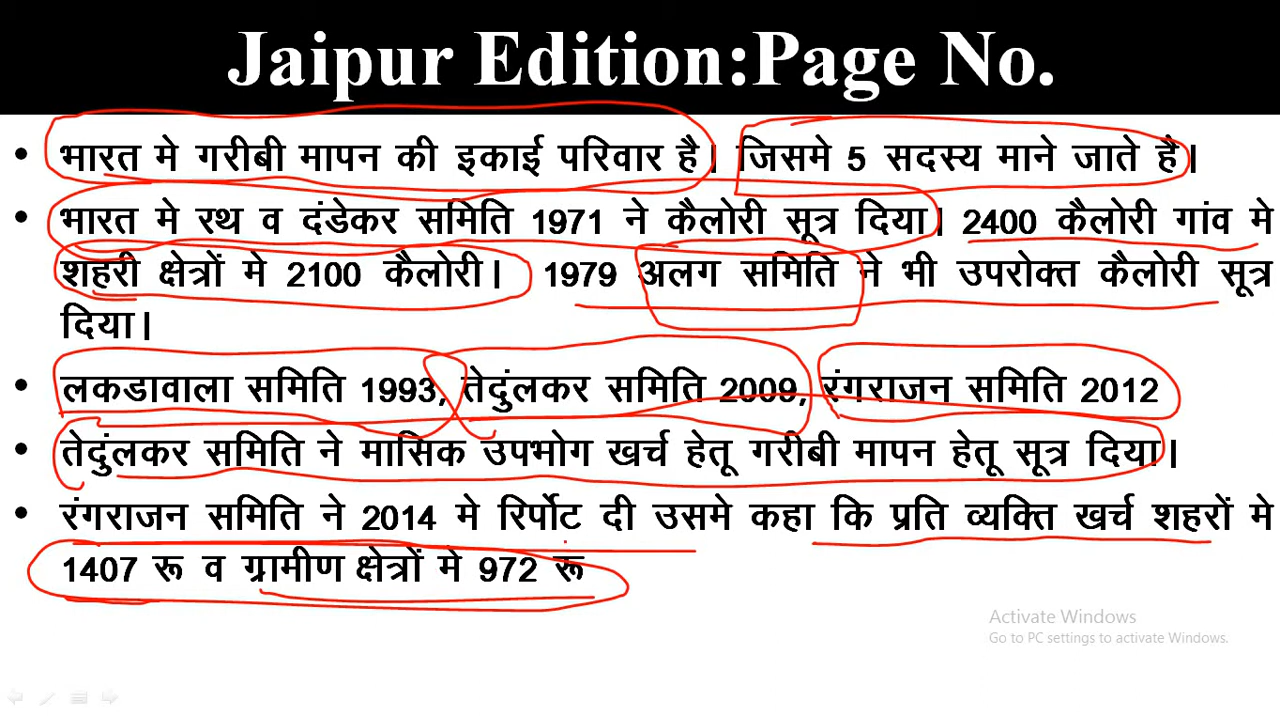 Jaipur Edition:Page No.
• भारत मे गरीबी मापन की इकाई परिवार है। जिसमे 5 सदस्य माने जाते है।
• भारत मे रथ व दंडेकर समिति 1971 ने कैलोरी सूत्र दिया। 2400 कैलोरी गांव मे
शहरी क्षेत्रों मे 2100 कैलोरी। 1979 अलग समिति ने भी उपरोक्त कैलोरी सूत्र
दिया।
• लकडावाला समिति 1993, तेदुंलकर समिति 2009, रंगराजन समिति 2012
• तेदुंलकर समिति ने मासिक उपभोग खर्च हेतू गरीबी मापन हेतू सूत्र दिया।
• रंगराजन समिति ने 2014 मे रिर्पोट दी उसमे कहा कि प्रति व्यक्ति खर्च शहरों मे
1407 रू व ग्रामीण क्षेत्रों मे 972 रू
Activate Windows
Go to PC settings to activate Windows.